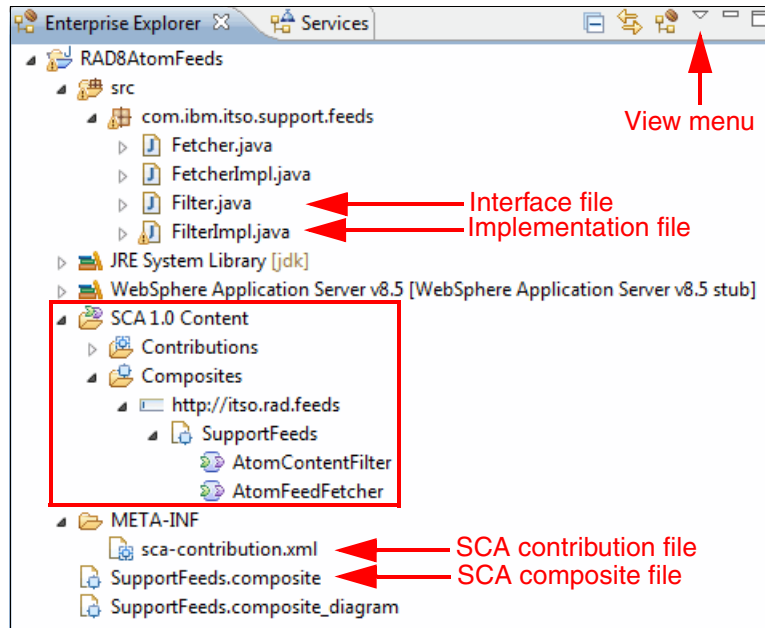 Enterprise Explorer
Services
RAD8AtomFeeds
src
View menu
com.ibm.itso.support.feeds
Fetcher.java
FetcherImpl.java
Filter.java
Interface file
FilterImpl.java
Implementation file
JRE System Library [jdk]
WebSphere Application Server v8.5 [WebSphere Application Server v8.5 stub]
SCA 1.0 Content
Contributions
Composites
http://itso.rad.feeds
SupportFeeds
AtomContentFilter
AtomFeedFetcher
META-INF
sca-contribution.xml
SCA contribution file
SupportFeeds.composite
SCA composite file
SupportFeeds.composite_diagram